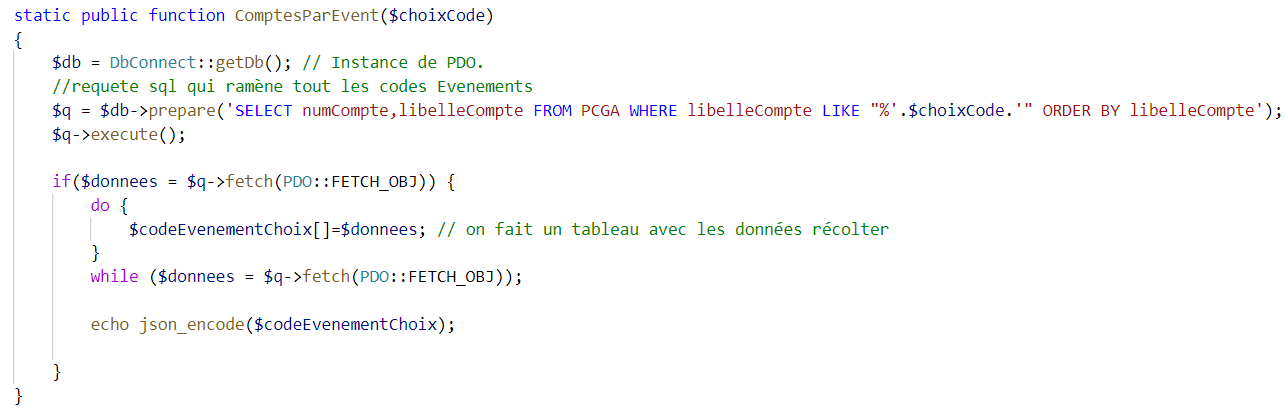 static public function ComptesParEvent($choixCode)
{
$db = DbConnect::getDb(); // Instance de PDO.
//requete sql qui ramène tout les codes Evenements
$q = $db->prepare('SELECT numCompte,libelleCompte FROM PCGA WHERE libelleCompte LIKE "%'.$choixCode.'" ORDER BY libelleCompte');
$q->execute();
if($donnees = $q->fetch(PDO::FETCH_OBJ)) {
do {
$codeEvenementChoix[]=$donnees; // on fait un tableau avec les données récolter
}
while ($donnees = $q->fetch(PDO::FETCH_OBJ));
echo json_encode($codeEvenementChoix);
}
}